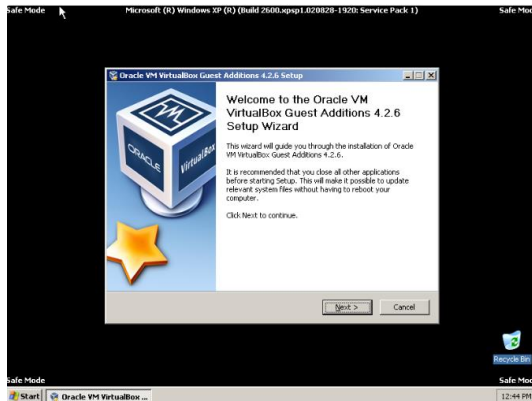 Safe Mode
Microsoft (R) Windows XP (R) (Build 2600.xpsp1.020828-1920: Service Pack 1)
Safe Mod
Oracle VM VirtualBox Guest Additions 4.2.6 Setup
Welcome to the Oracle VM
VirtualBox Guest Additions 4.2.6
Setup Wizard
This wizard will guide you through the installation of Oracle
VM VirtualBox Guest Additions 4.2.6.
It is recommended that you close all other applications
before starting Setup. This will make it possible to update
relevant system files without having to reboot your
computer.
Click Next to continue.
ORACLE
VirtualBox
Next >
Cancel
Recycle Bin
Safe Mode
Safe Mod
Start
Oracle VM VirtualBox ...
12:44 PM